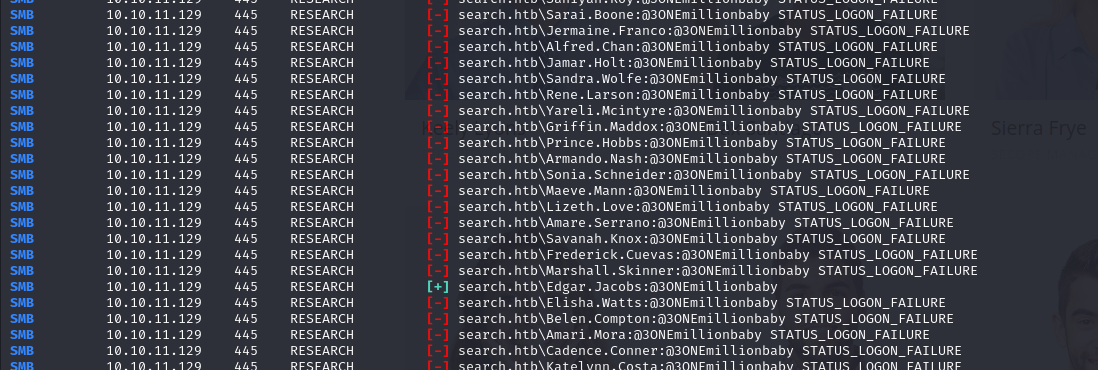 SMB 10.10.11.129 445 RESEARCH [-] search.htb\Saniyah.Roy:@3ONEmillionbaby STATUS_LOGON_FAILURE
SMB 10.10.11.129 445 RESEARCH [-] search.htb\Sarai.Boone:@3ONEmillionbaby STATUS_LOGON_FAILURE
SMB 10.10.11.129 445 RESEARCH [-] search.htb\Jermaine.Franco:@3ONEmillionbaby STATUS_LOGON_FAILURE
SMB 10.10.11.129 445 RESEARCH [-] search.htb\Alfred.Chan:@3ONEmillionbaby STATUS_LOGON_FAILURE
SMB 10.10.11.129 445 RESEARCH [-] search.htb\Jamar.Holt:@3ONEmillionbaby STATUS_LOGON_FAILURE
SMB 10.10.11.129 445 RESEARCH [-] search.htb\Sandra.Wolfe:@3ONEmillionbaby STATUS_LOGON_FAILURE
SMB 10.10.11.129 445 RESEARCH [-] search.htb\Rene.Larson:@3ONEmillionbaby STATUS_LOGON_FAILURE
SMB 10.10.11.129 445 RESEARCH [-] search.htb\Yareli.Mcintyre:@3ONEmillionbaby STATUS_LOGON_FAILURE
SMB 10.10.11.129 445 RESEARCH [-] search.htb\Griffin.Maddox:@3ONEmillionbaby STATUS_LOGON_FAILURE Sierra Frye
SMB 10.10.11.129 445 RESEARCH [-] search.htb\Prince.Hobbs:@3ONEmillionbaby STATUS_LOGON_FAILURE
SMB 10.10.11.129 445 RESEARCH [-] search.htb\Armando.Nash:@3ONEmillionbaby STATUS_LOGON_FAILURE
SMB 10.10.11.129 445 RESEARCH [-] search.htb\Sonia.Schneider:@3ONEmillionbaby STATUS_LOGON_FAILURE
SMB 10.10.11.129 445 RESEARCH [-] search.htb\Maeve.Mann:@3ONEmillionbaby STATUS_LOGON_FAILURE
SMB 10.10.11.129 445 RESEARCH [-] search.htb\Lizeth.Love:@3ONEmillionbaby STATUS_LOGON_FAILURE
SMB 10.10.11.129 445 RESEARCH [-] search.htb\Amare.Serrano:@3ONEmillionbaby STATUS_LOGON_FAILURE
SMB 10.10.11.129 445 RESEARCH [-] search.htb\Savanah.Knox:@3ONEmillionbaby STATUS_LOGON_FAILURE
SMB 10.10.11.129 445 RESEARCH [-] search.htb\Frederick.Cuevas:@3ONEmillionbaby STATUS_LOGON_FAILURE
SMB 10.10.11.129 445 RESEARCH [-] search.htb\Marshall.Skinner:@3ONEmillionbaby STATUS_LOGON_FAILURE
SMB 10.10.11.129 445 RESEARCH [+] search.htb\Edgar.Jacobs:@3ONEmillionbaby
SMB 10.10.11.129 445 RESEARCH [-] search.htb\Elisha.Watts:@3ONEmillionbaby STATUS_LOGON_FAILURE
SMB 10.10.11.129 445 RESEARCH [-] search.htb\Belen.Compton:@3ONEmillionbaby STATUS_LOGON_FAILURE
SMB 10.10.11.129 445 RESEARCH [-] search.htb\Amari.Mora:@3ONEmillionbaby STATUS_LOGON_FAILURE
SMB 10.10.11.129 445 RESEARCH [-] search.htb\Cadence.Conner:@3ONEmillionbaby STATUS_LOGON_FAILURE
SMB 10.10.11.129 445 RESEARCH [-] search.htb\Katelynn.Costa:@3ONEmillionbaby STATUS_LOGON_FAILURE